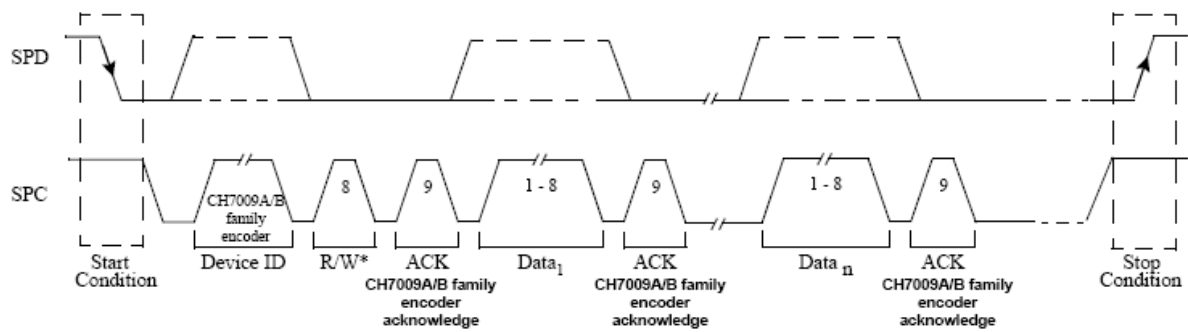 SPD
SPC
CH7009A/B
family
encoder
8
9
1 - 8
9
1 - 8
9
Start
Condition
Device ID
R/W*
ACK
CH7009A/B family
encoder
acknowledge
Data1
ACK
CH7009A/B family
encoder
acknowledge
Data n
ACK
CH7009A/B family
encoder
acknowledge
Stop
Condition